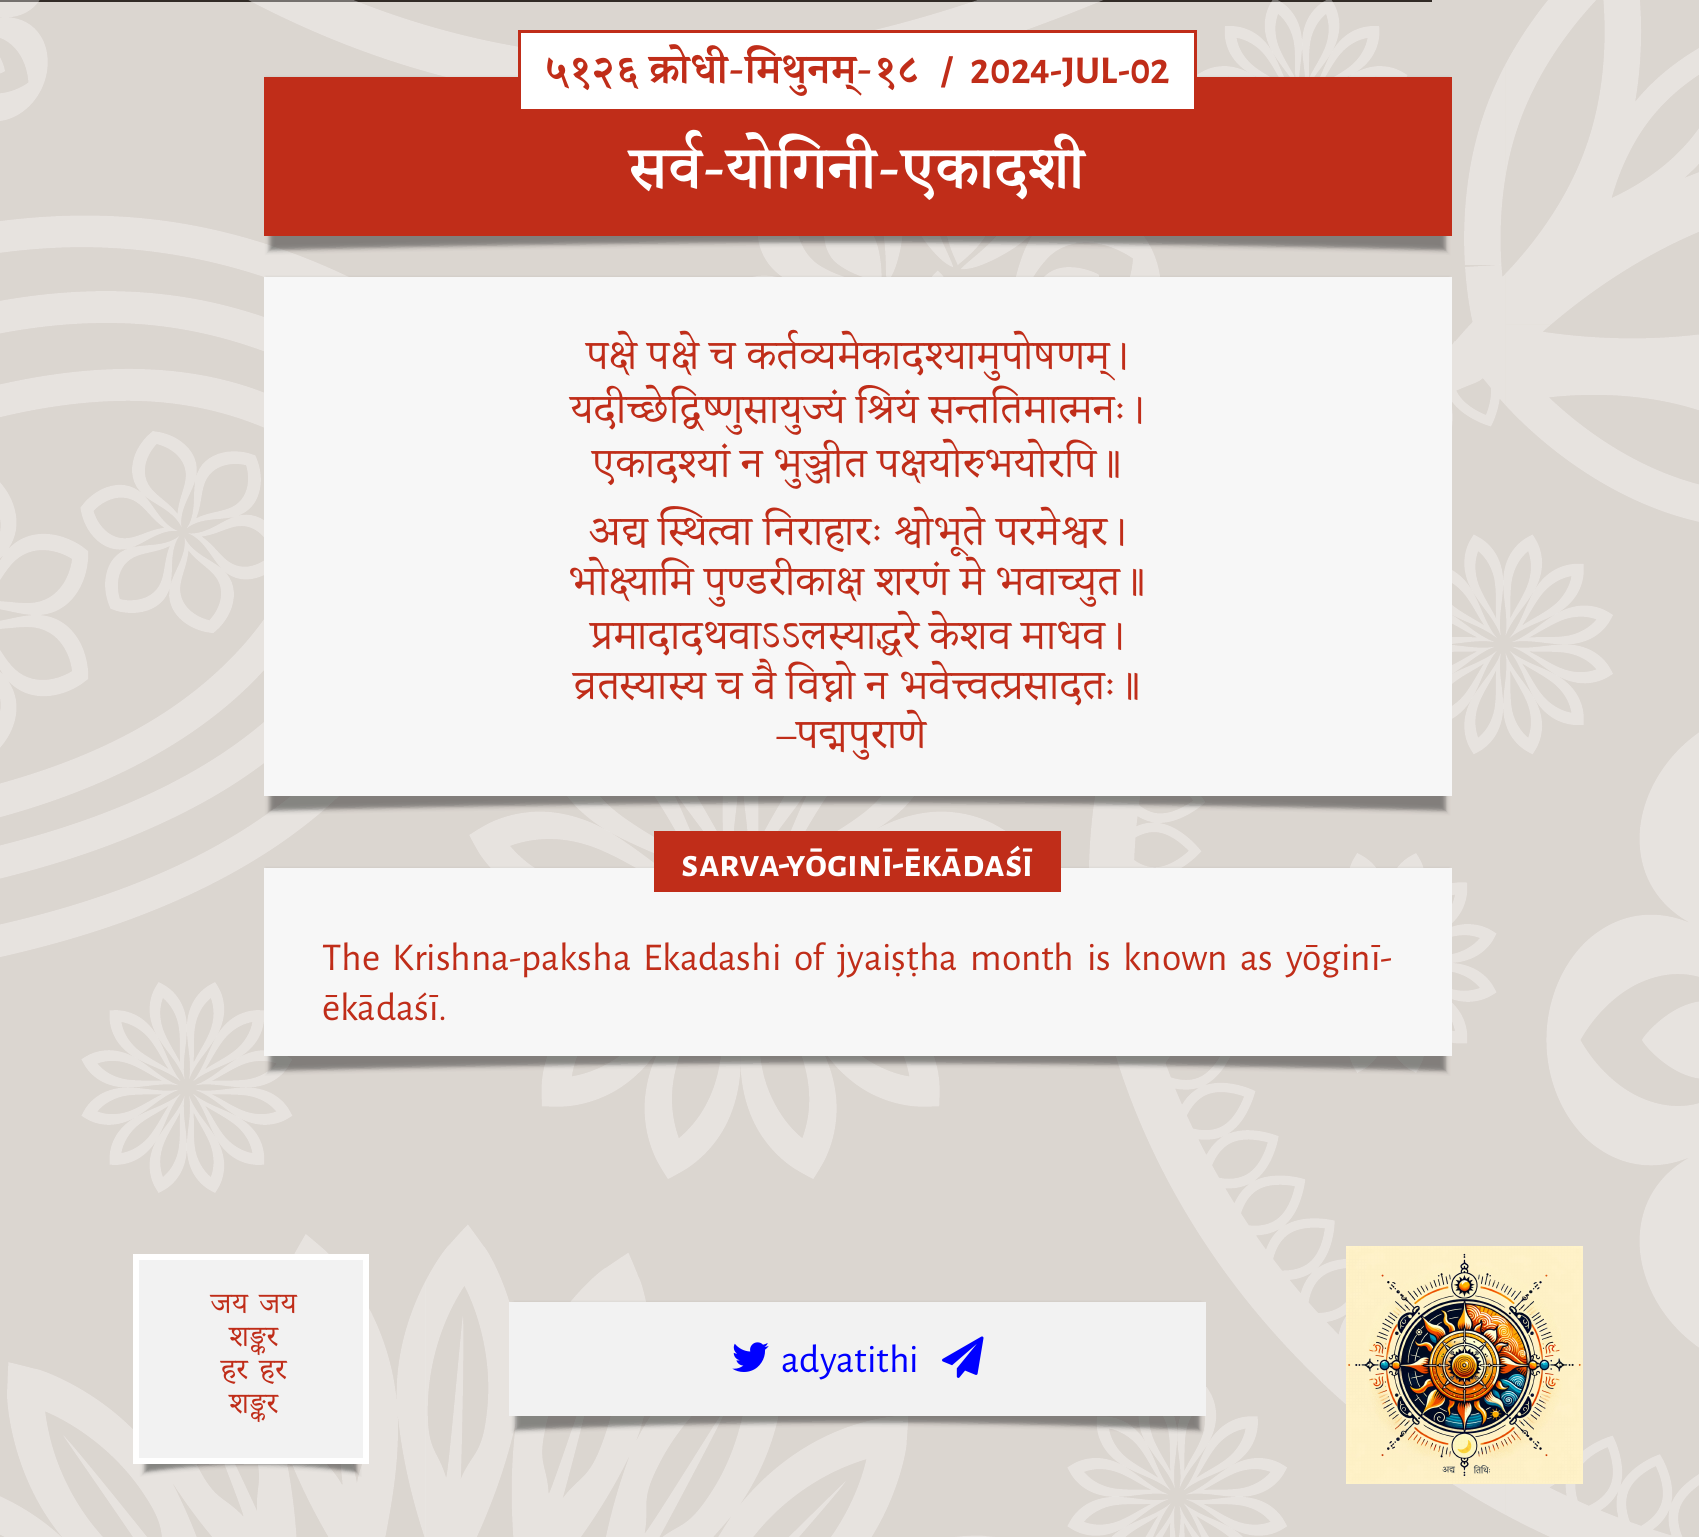 ५१२६ क्रोधी-मिथुनम्-१८ / 2024-JUL-02
सर्व-योगिनी-एकादशी
पक्षे पक्षे च कर्तव्यमेकादश्यामुपोषणम्।
यदीच्छेद्विष्णुसायुज्यं श्रियं सन्ततिमात्मनः।
एकादश्यां न भुञ्जीत पक्षयोरुभयोरपि॥
अद्य स्थित्वा निराहारः श्वोभूते परमेश्वर।
भोक्ष्यामि पुण्डरीकाक्ष शरणं मे भवाच्युत॥
प्रमादादथवाऽऽलस्याद्धरे केशव माधव।
व्रतस्यास्य च वै विघ्नो न भवेत्त्वत्प्रसादतः॥
–पद्मपुराणे
SARVA-YŌGINĪ-ĒKĀDAŚĪ
The Krishna-paksha Ekadashi of jyaiṣṭha month is known as yōginī-
ēkādaśī.
जय जय
शङ्कर
हर हर
शङ्कर
adyatithi
अद्य तिथिः